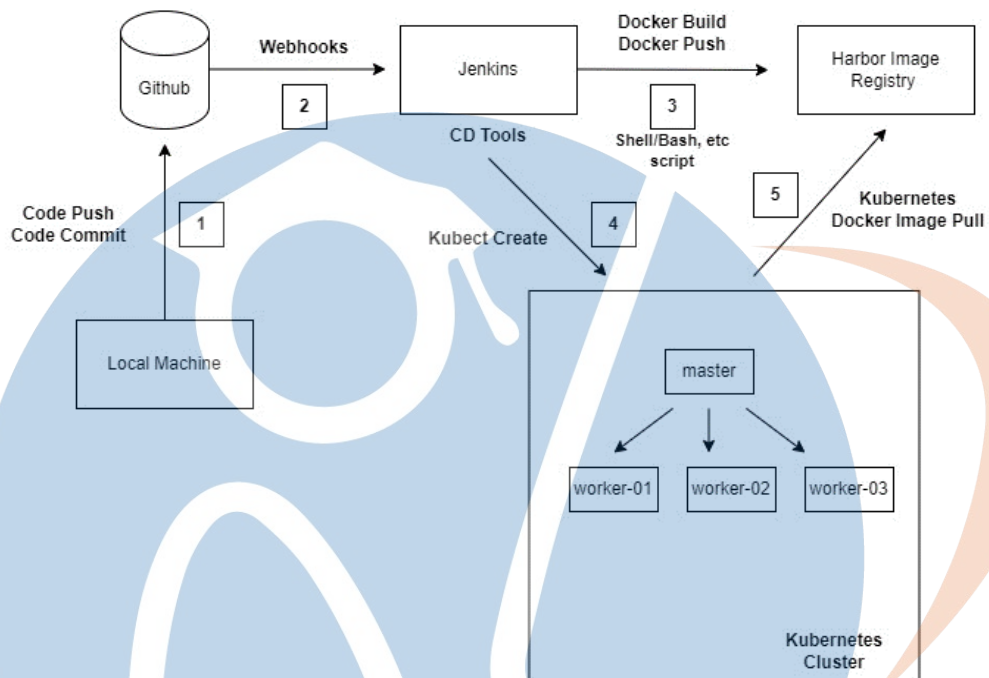 Github
Webhooks
2
Jenkins
Docker Build
Docker Push
3
Shell/Bash, etc
script
Harbor Image
Registry
CD Tools
Code Push
Code Commit
1
Kubect Create
4
5
Kubernetes
Docker Image Pull
Local Machine
master
worker-01
worker-02
worker-03
Kubernetes
Cluster